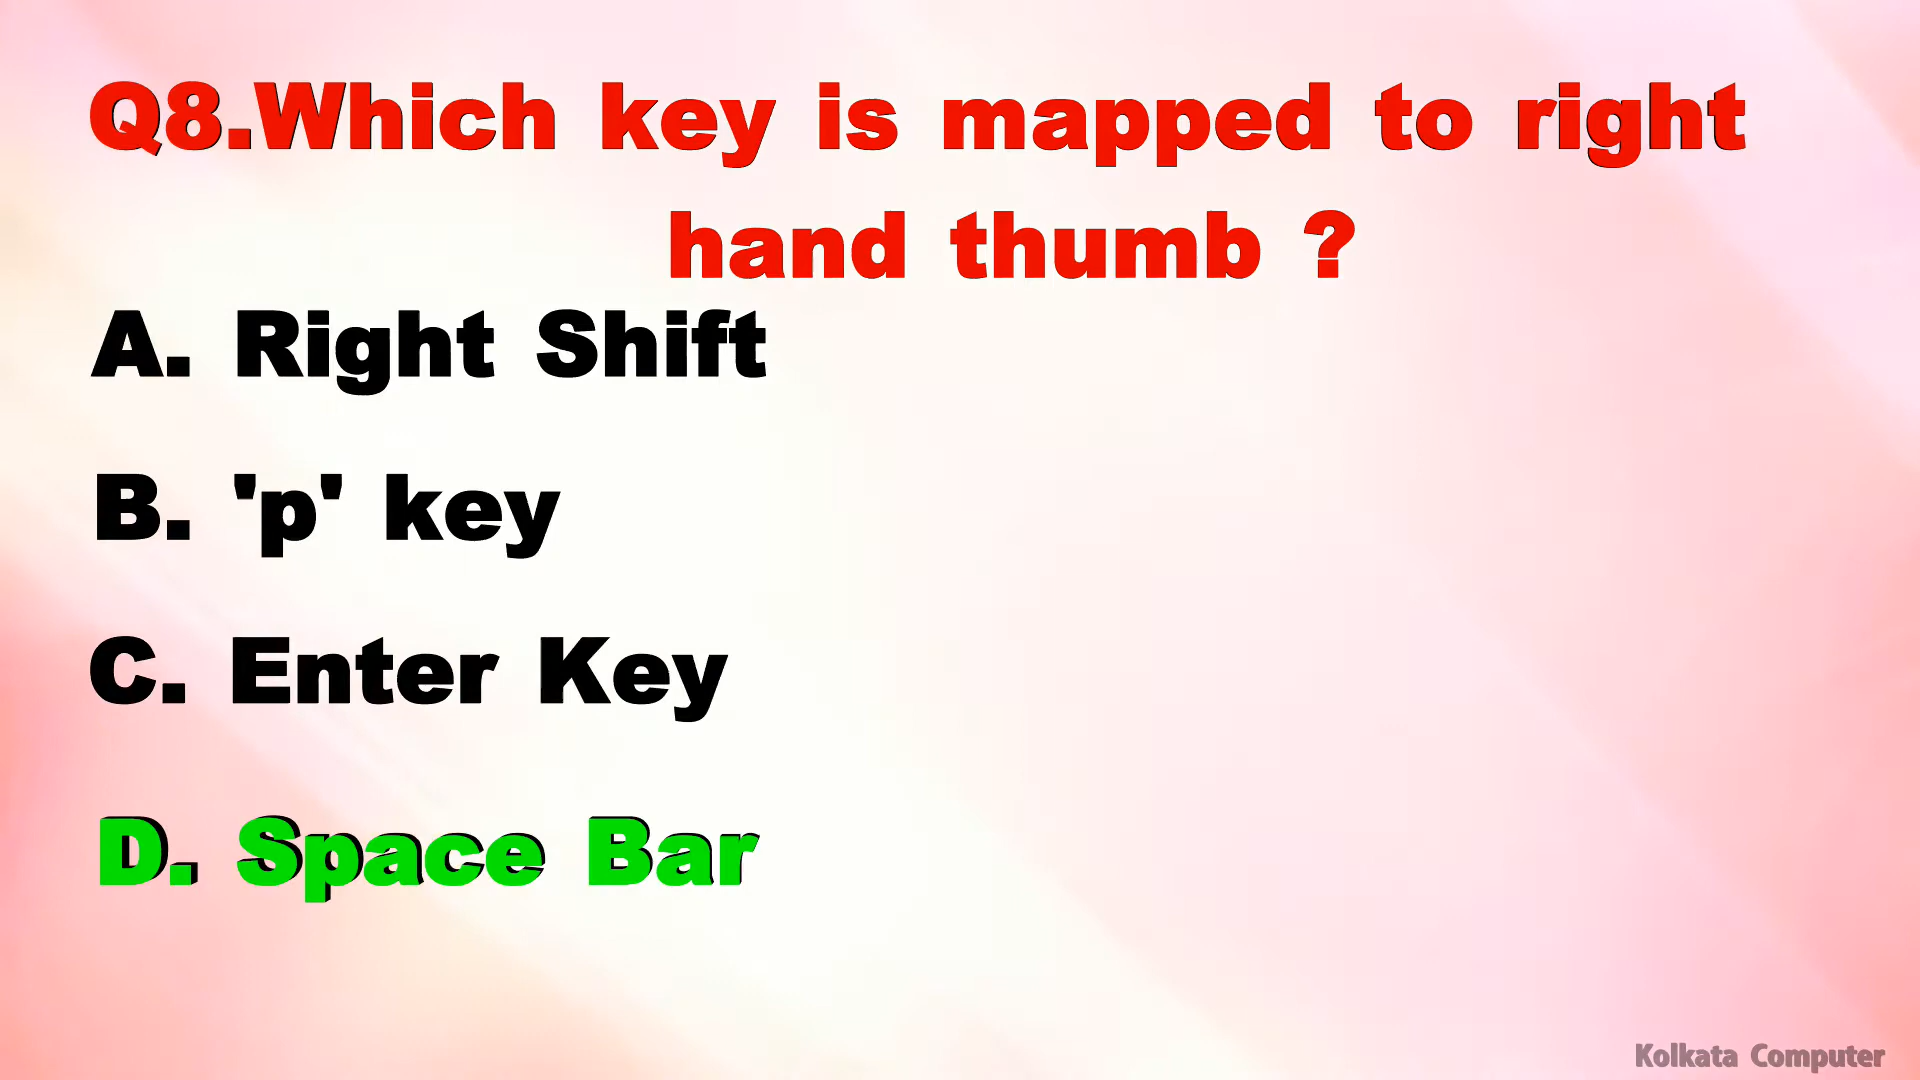 Q8.Which key is mapped to right
hand thumb ?
A. Right Shift
B. 'p' key
C. Enter Key
D. Space Bar
Kolkata Computer